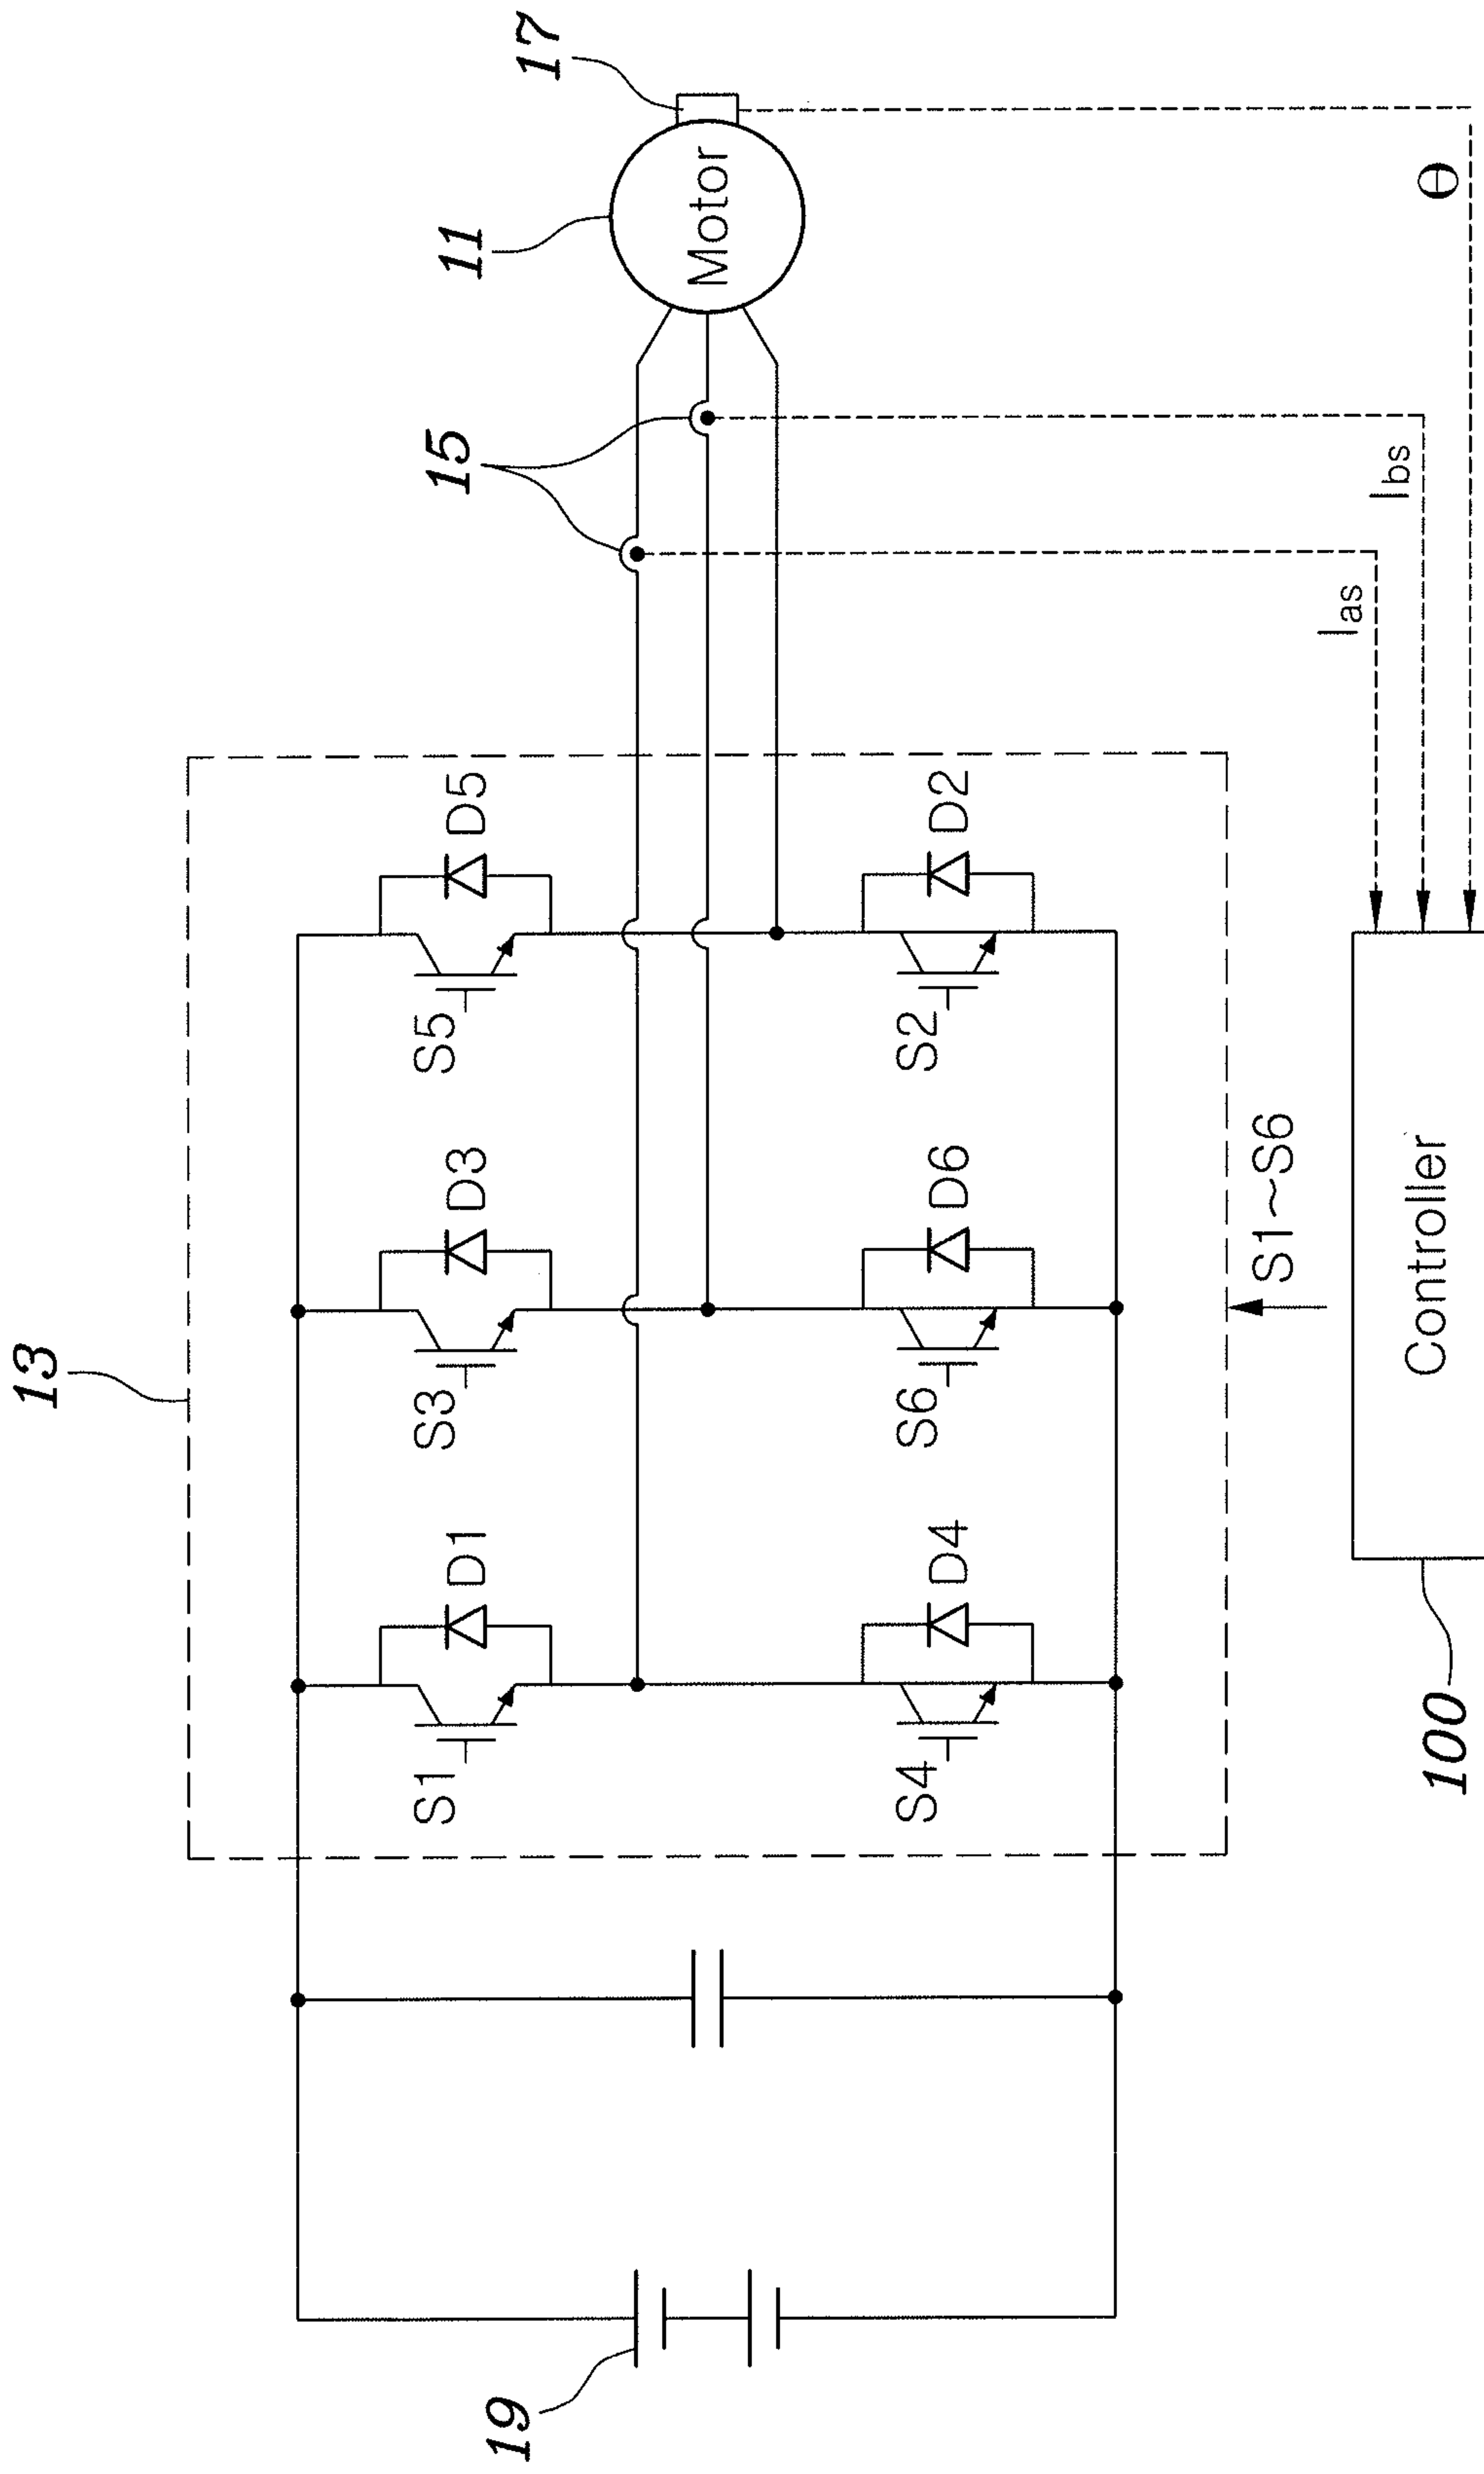 13
17
11
Motor
15
S1
D1
S3
D3
S5
D5
S4
D4
S6
D6
S2
D2
19
Ias
Ibs
θ
S1~S6
Controller
100